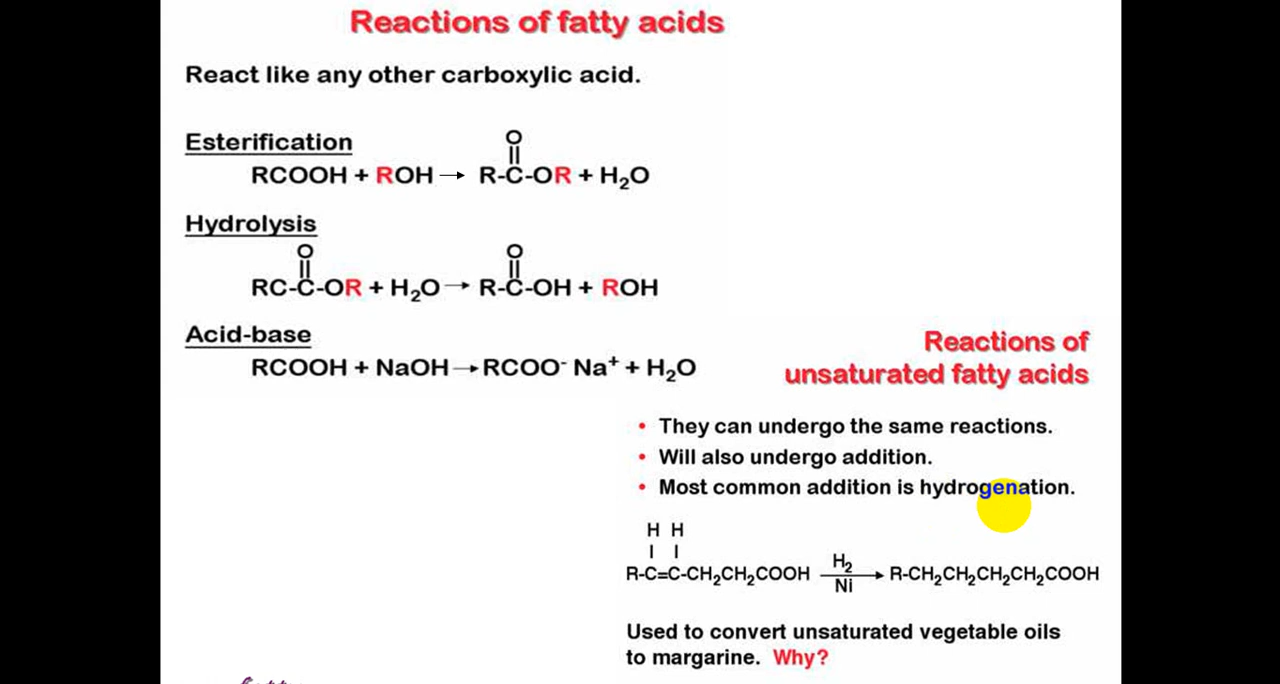 Reactions of fatty acids
React like any other carboxylic acid.
Esterification
O
||
RCOOH + ROH → R-C-OR + H₂O
Hydrolysis
O O
|| ||
RC-C-OR + H₂O → R-C-OH + ROH
Acid-base
RCOOH + NaOH → RCOO⁻ Na⁺ + H₂O
Reactions of
unsaturated fatty acids
• They can undergo the same reactions.
• Will also undergo addition.
• Most common addition is hydrogenation.
H H
| |
R-C=C-CH₂CH₂COOH H₂ Ni → R-CH₂CH₂CH₂CH₂COOH
Used to convert unsaturated vegetable oils
to margarine. Why?